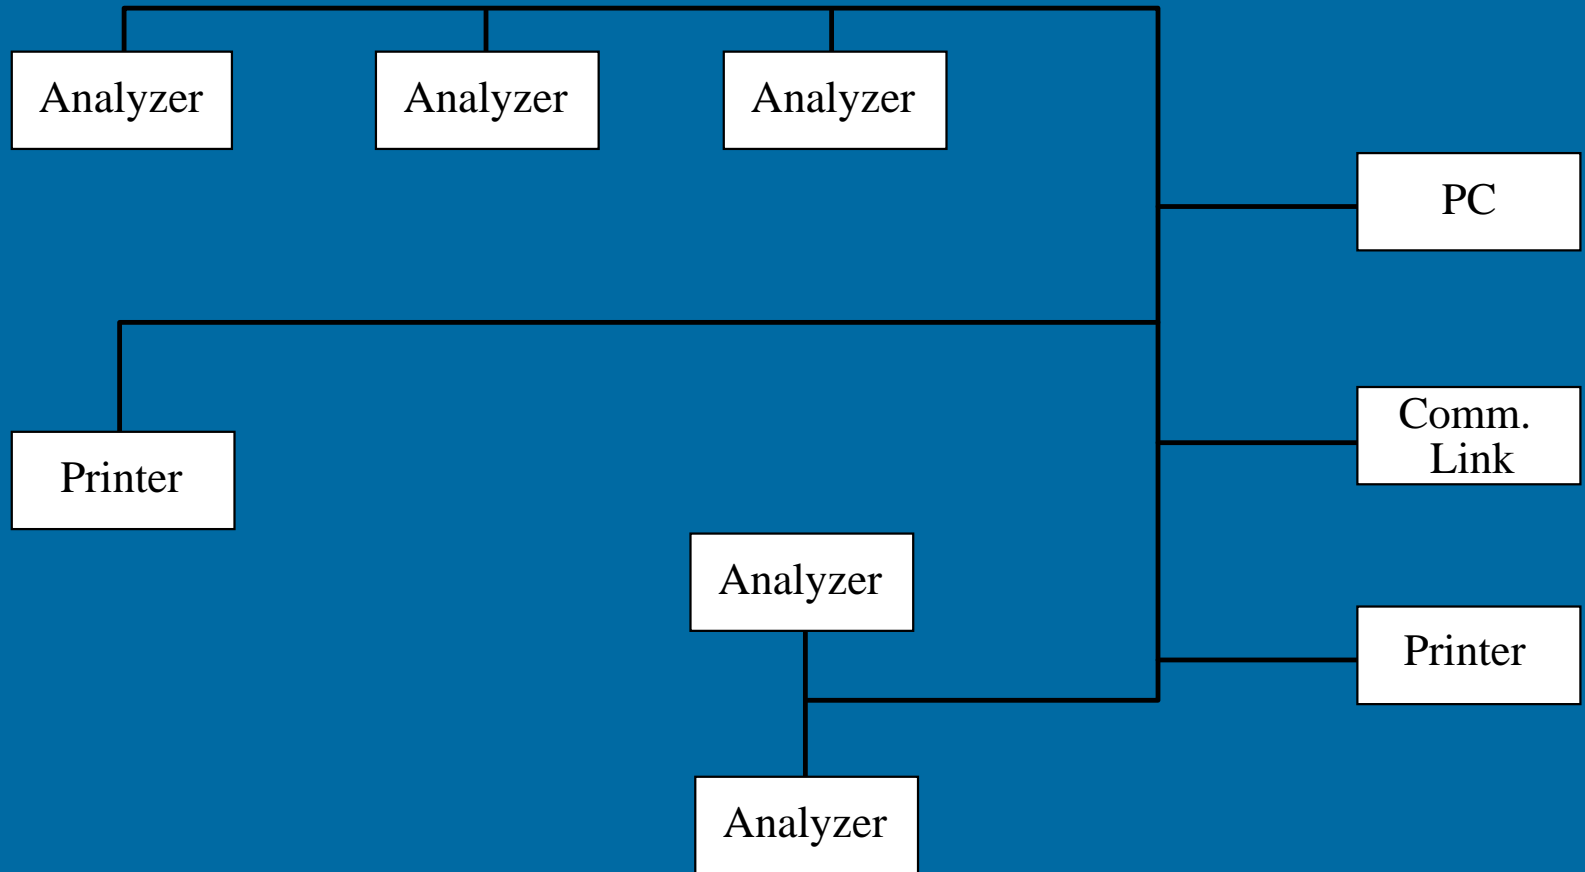 Analyzer
Analyzer
Analyzer
PC
Comm.
Link
Printer
Analyzer
Printer
Analyzer